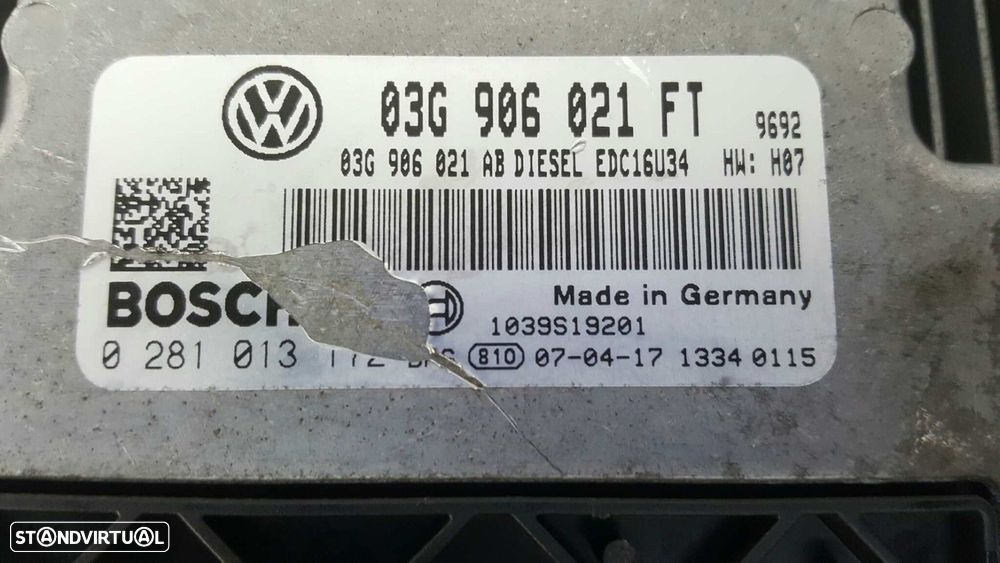 03G 906 021 FT 9692
03G 906 021 AB DIESEL EDC16U34 HW: H07
BOSCH
Made in Germany
1039S19201
0 281 013 810 07-04-17 1334 0115
STANDVIRTUAL